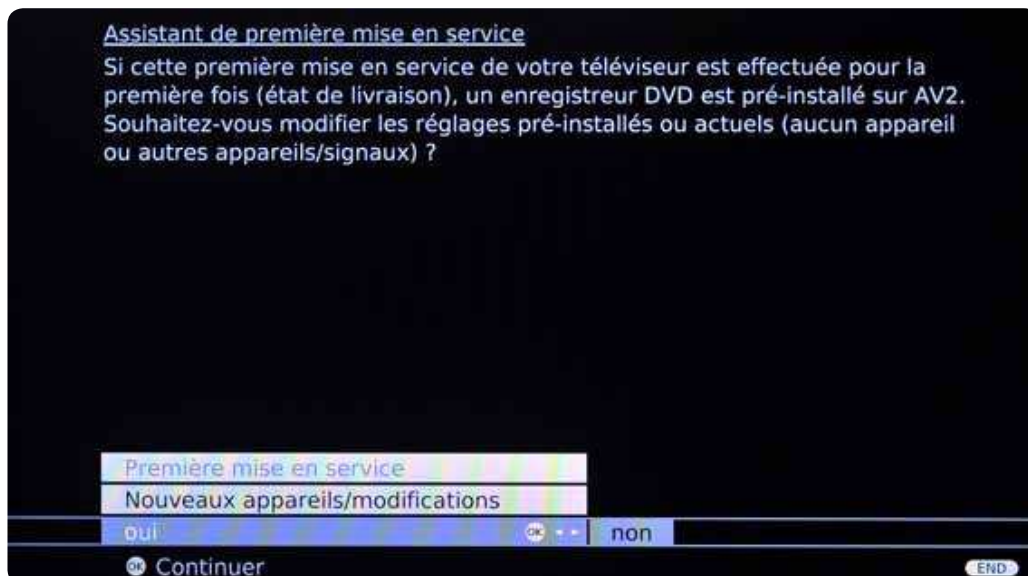 Assistant de première mise en service
Si cette première mise en service de votre téléviseur est effectuée pour la
première fois (état de livraison), un enregistreur DVD est pré-installé sur AV2.
Souhaitez-vous modifier les réglages pré-installés ou actuels (aucun appareil
ou autres appareils/signaux) ?
Première mise en service
Nouveaux appareils/modifications
oui OK non
OK Continuer END